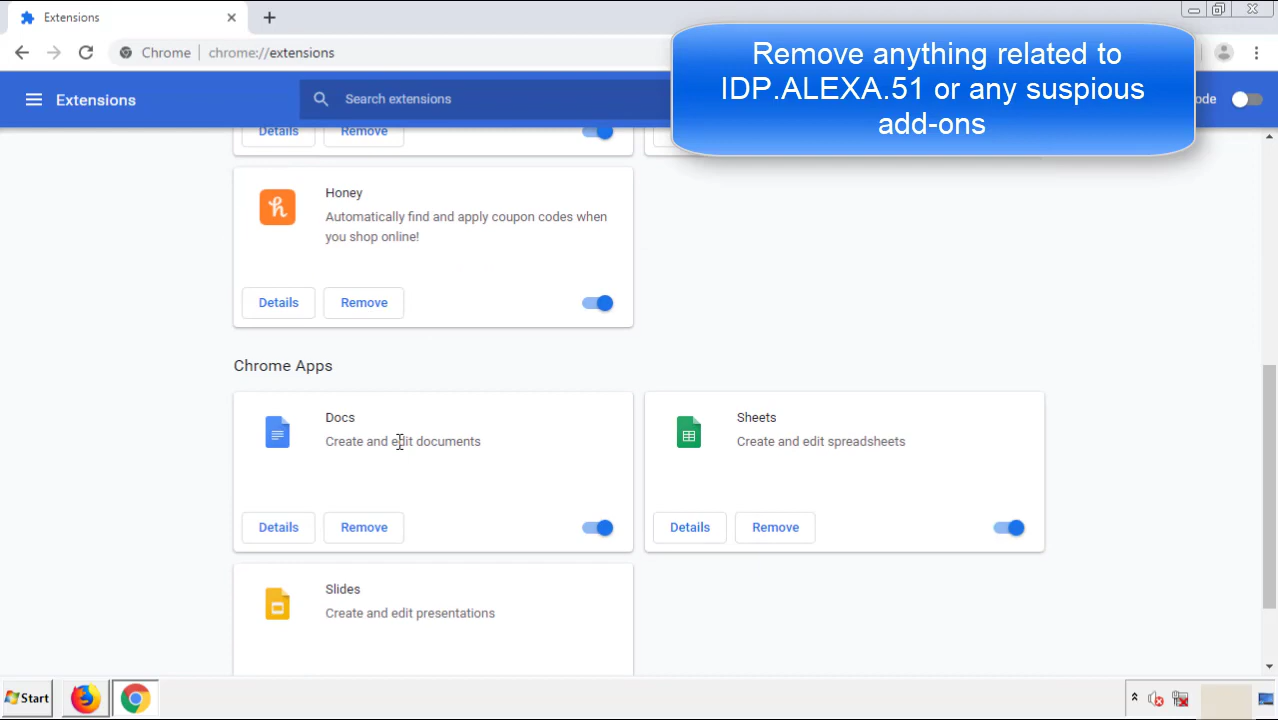 Extensions
Chrome
chrome://extensions
Remove anything related to
IDP.ALEXA.51 or any suspious
add-ons
Extensions
Search extensions
ode
Details
Remove
Honey
Automatically find and apply coupon codes when
you shop online!
Details
Remove
Chrome Apps
Docs
Create and edit documents
Details
Remove
Sheets
Create and edit spreadsheets
Details
Remove
Slides
Create and edit presentations
Start